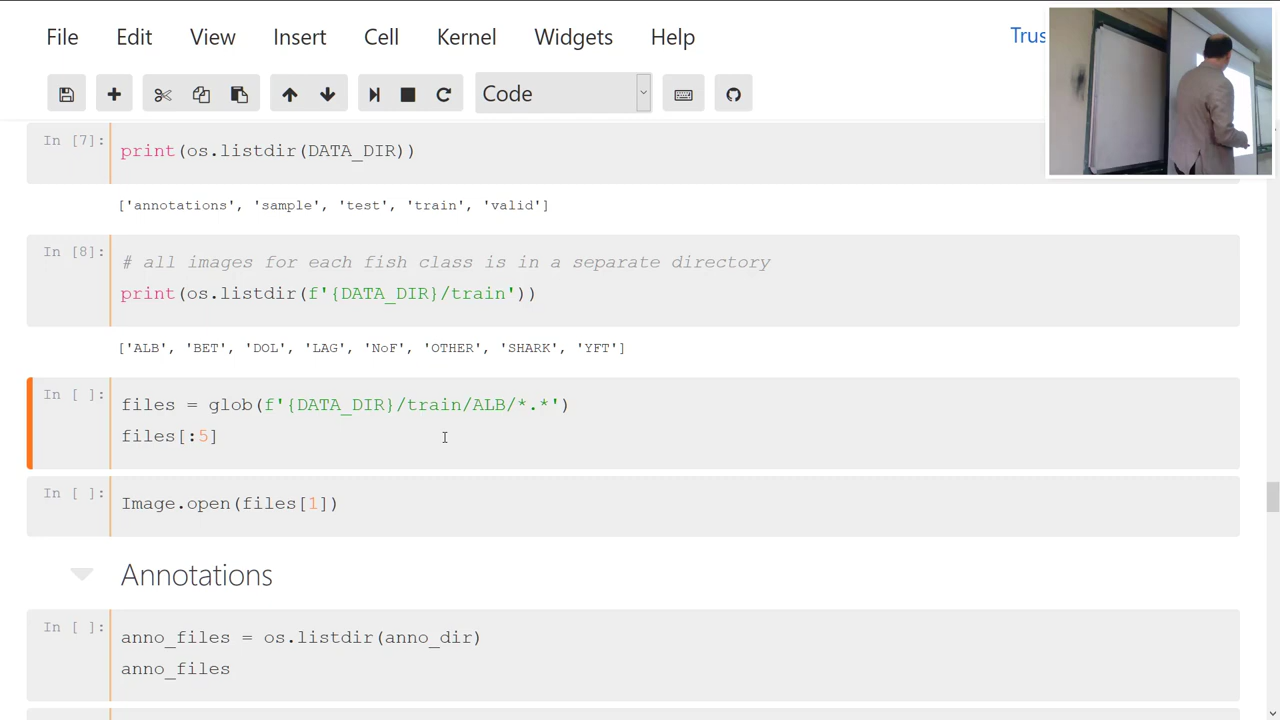 File Edit View Insert Cell Kernel Widgets Help Trus
Code
In [7]: print(os.listdir(DATA_DIR))
['annotations', 'sample', 'test', 'train', 'valid']
In [8]: # all images for each fish class is in a separate directory
print(os.listdir(f'{DATA_DIR}/train'))
['ALB', 'BET', 'DOL', 'LAG', 'NoF', 'OTHER', 'SHARK', 'YFT']
In [ ]: files = glob(f'{DATA_DIR}/train/ALB/*.*')
files[:5]
In [ ]: Image.open(files[1])
Annotations
In [ ]: anno_files = os.listdir(anno_dir)
anno_files